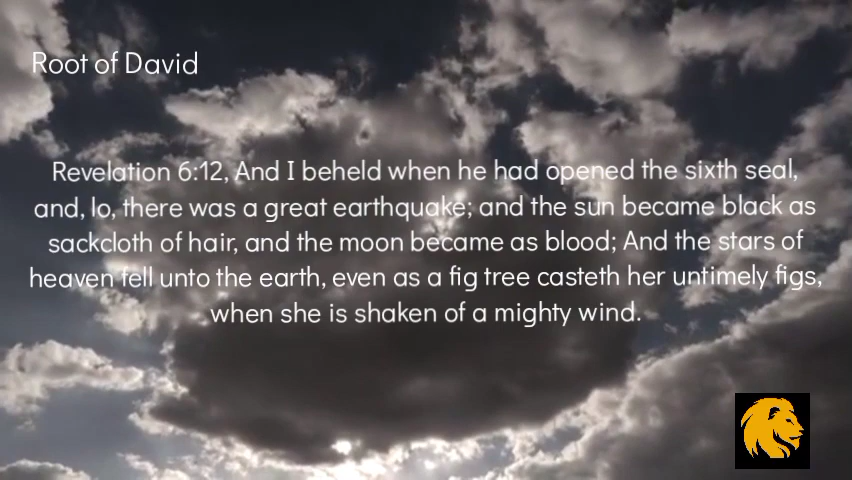 Root of David
Revelation 6:12, And I beheld when he had opened the sixth seal,
and, lo, there was a great earthquake; and the sun became black as
sackcloth of hair, and the moon became as blood; And the stars of
heaven fell unto the earth, even as a fig tree casteth her untimely figs,
when she is shaken of a mighty wind.